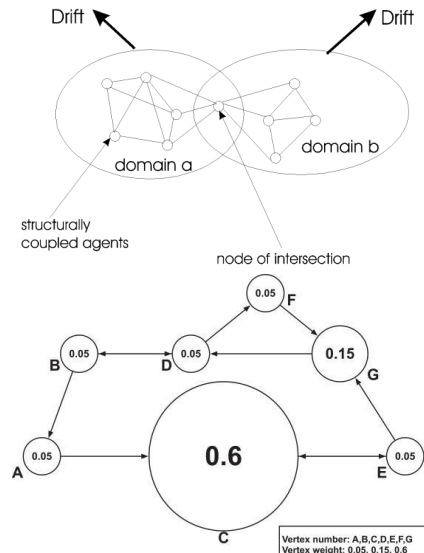 Drift
Drift
domain a
domain b
structurally
coupled agents
node of intersection
0.05
F
0.05
B
0.05
D
0.15
G
0.05
A
0.6
C
0.05
E
Vertex number: A,B,C,D,E,F,G
Vertex weight: 0.05, 0.15, 0.6